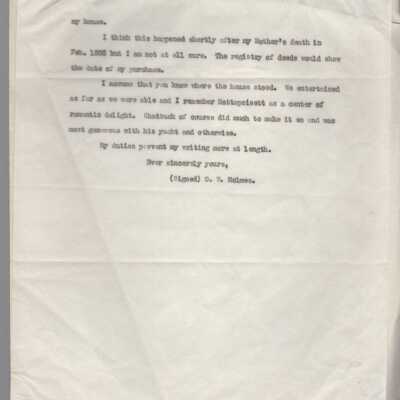 my house.
I think this happened shortly after my Mother's death in
Feb. 1888 but I am not at all sure. The registry of deeds would show
the date of my purchase.
I assume that you know where the house stood. We entertained
as far as we were able and I remember Mattapoisett as a center of
romantic delight. of course did much to make it so and was
most generous with his yacht and otherwise.
My duties prevent my writing more at length.
Ever sincerely yours,
(Signed) O. W. Holmes.